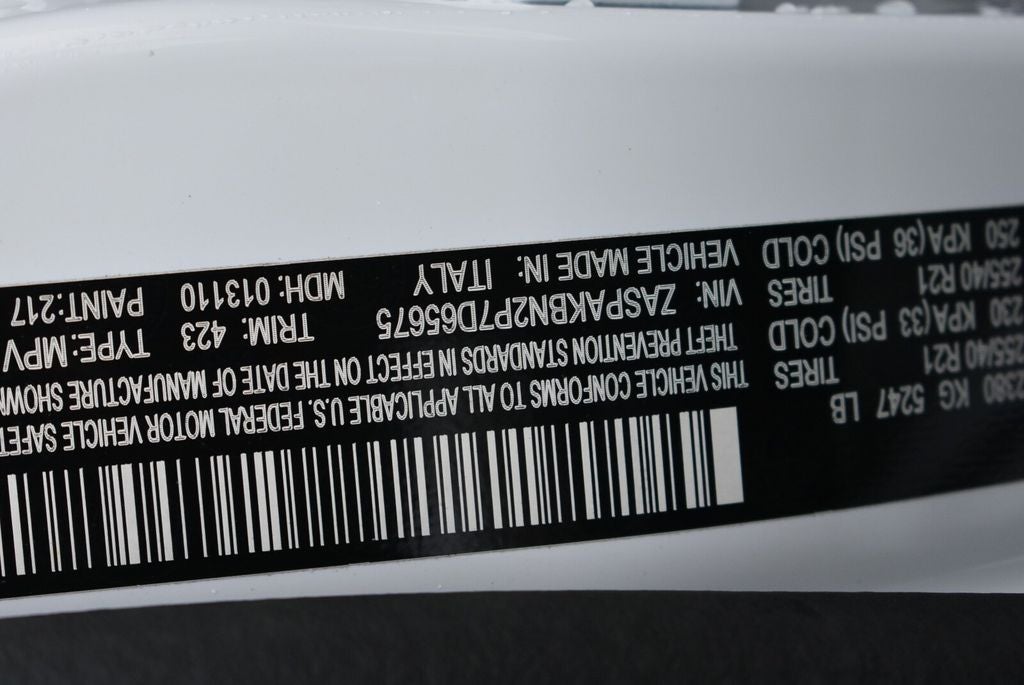 2380 KG 5247 LB
255/40 R21 TIRES
230 KPA(33 PSI) COLD
255/40 R21 TIRES
250 KPA(36 PSI) COLD
THIS VEHICLE CONFORMS TO ALL APPLICABLE U.S. FEDERAL MOTOR VEHICLE SAFET
THEFT PREVENTION STANDARDS IN EFFECT ON THE DATE OF MANUFACTURE SHOWN
VIN: ZASPAKBN2P7D65675 TRIM: 423 TYPE: MPV
VEHICLE MADE IN: ITALY MDH: 013110 PAINT:217